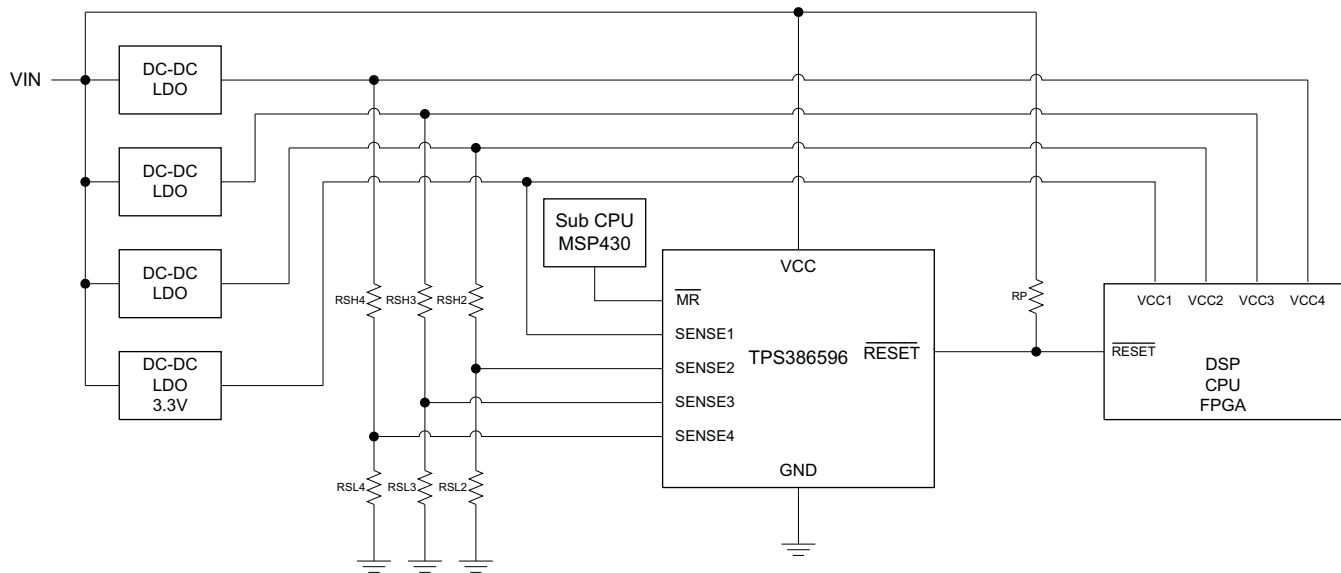 VIN
DC-DC
LDO
DC-DC
LDO
DC-DC
LDO
DC-DC
LDO
3.3V
RSH4
RSH3
RSH2
RSL4
RSL3
RSL2
Sub CPU
MSP430
VCC
MR
SENSE1
SENSE2
SENSE3
SENSE4
TPS386596
RESET
GND
RP
VCC1 VCC2 VCC3 VCC4
RESET
DSP
CPU
FPGA